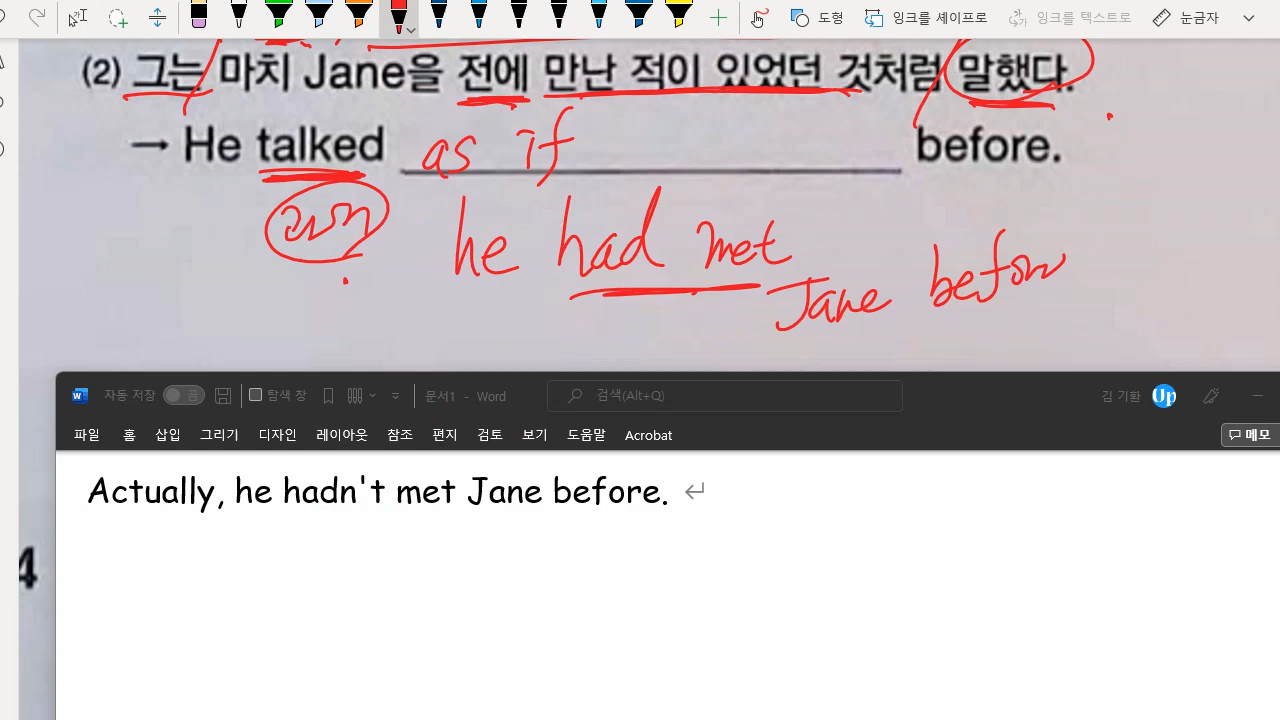 도형
잉크를 셰이프로
잉크를 텍스트로
눈금자
(2) 그는 마치 Jane을 전에 만난 적이 있었던 것처럼 말했다.
→ He talked as if before.
he had met
Jane before
4
자동 저장
끔
탐색 창
문서1 - Word
검색(Alt+Q)
김 기환
Up
파일 홈 삽입 그리기 디자인 레이아웃 참조 편지 검토 보기 도움말 Acrobat
메모
Actually, he hadn't met Jane before.